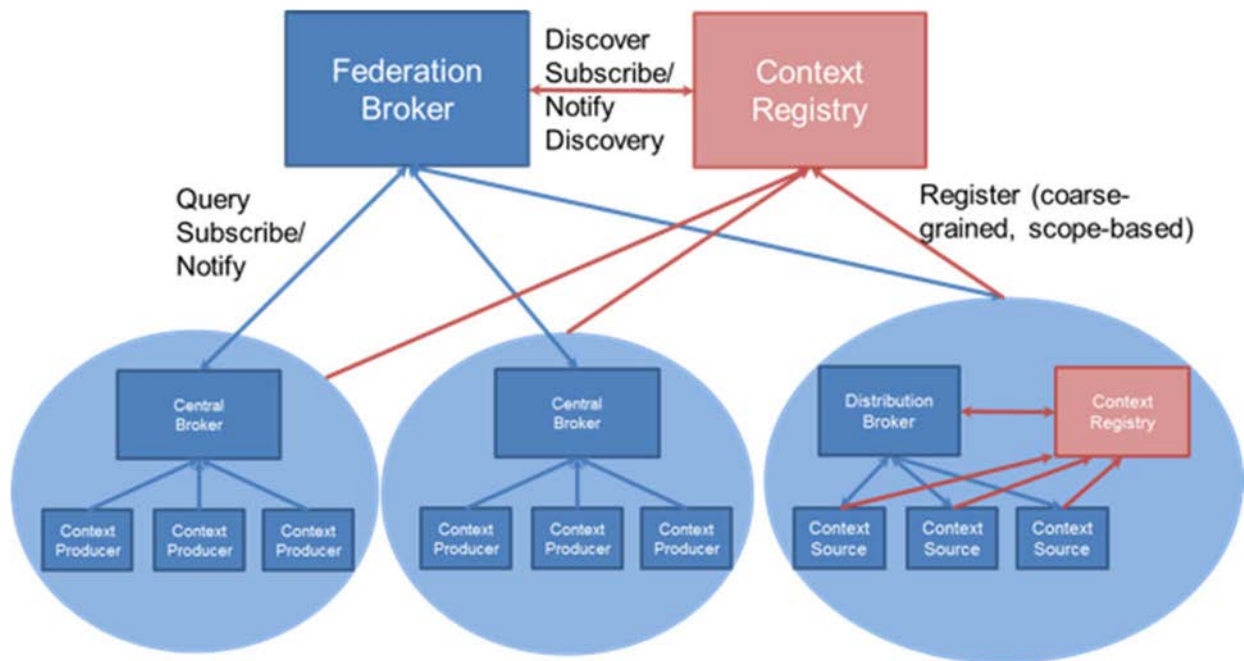 Federation
Broker
Discover
Subscribe/
Notify
Discovery
Context
Registry
Query
Subscribe/
Notify
Register (coarse-
grained, scope-based)
Central
Broker
Context
Producer
Context
Producer
Context
Producer
Central
Broker
Context
Producer
Context
Producer
Context
Producer
Distribution
Broker
Context
Registry
Context
Source
Context
Source
Context
Source